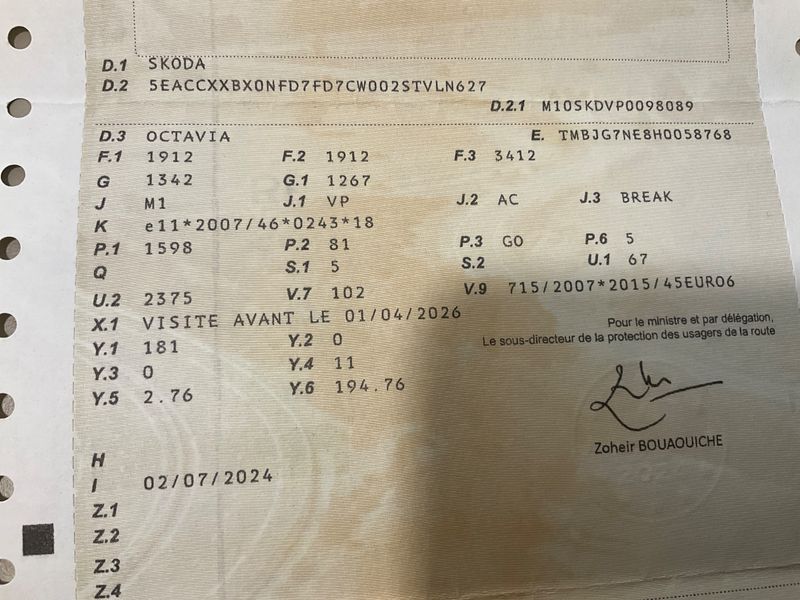 D.1 SKODA
D.2 5EACCXXBX0NFD7FD7CW002STVLN627
D.2.1 M10SKDVP0098089
D.3 OCTAVIA E. TMBJG7NE8H0058768
F.1 1912 F.2 1912 F.3 3412
G 1342 G.1 1267
J M1 J.1 VP J.2 AC J.3 BREAK
K e11*2007/46*0243*18
P.1 1598 P.2 81 P.3 GO P.6 5
Q S.1 5 S.2 U.1 67
U.2 2375 V.7 102 V.9 715/2007*2015/45EURO6
X.1 VISITE AVANT LE 01/04/2026
Y.1 181 Y.2 0
Y.3 0 Y.4 11
Y.5 2.76 Y.6 194.76
Pour le ministre et par délégation,
Le sous-directeur de la protection des usagers de la route
Zoheir BOUAOUICHE
H
I 02/07/2024
Z.1
Z.2
Z.3
Z.4